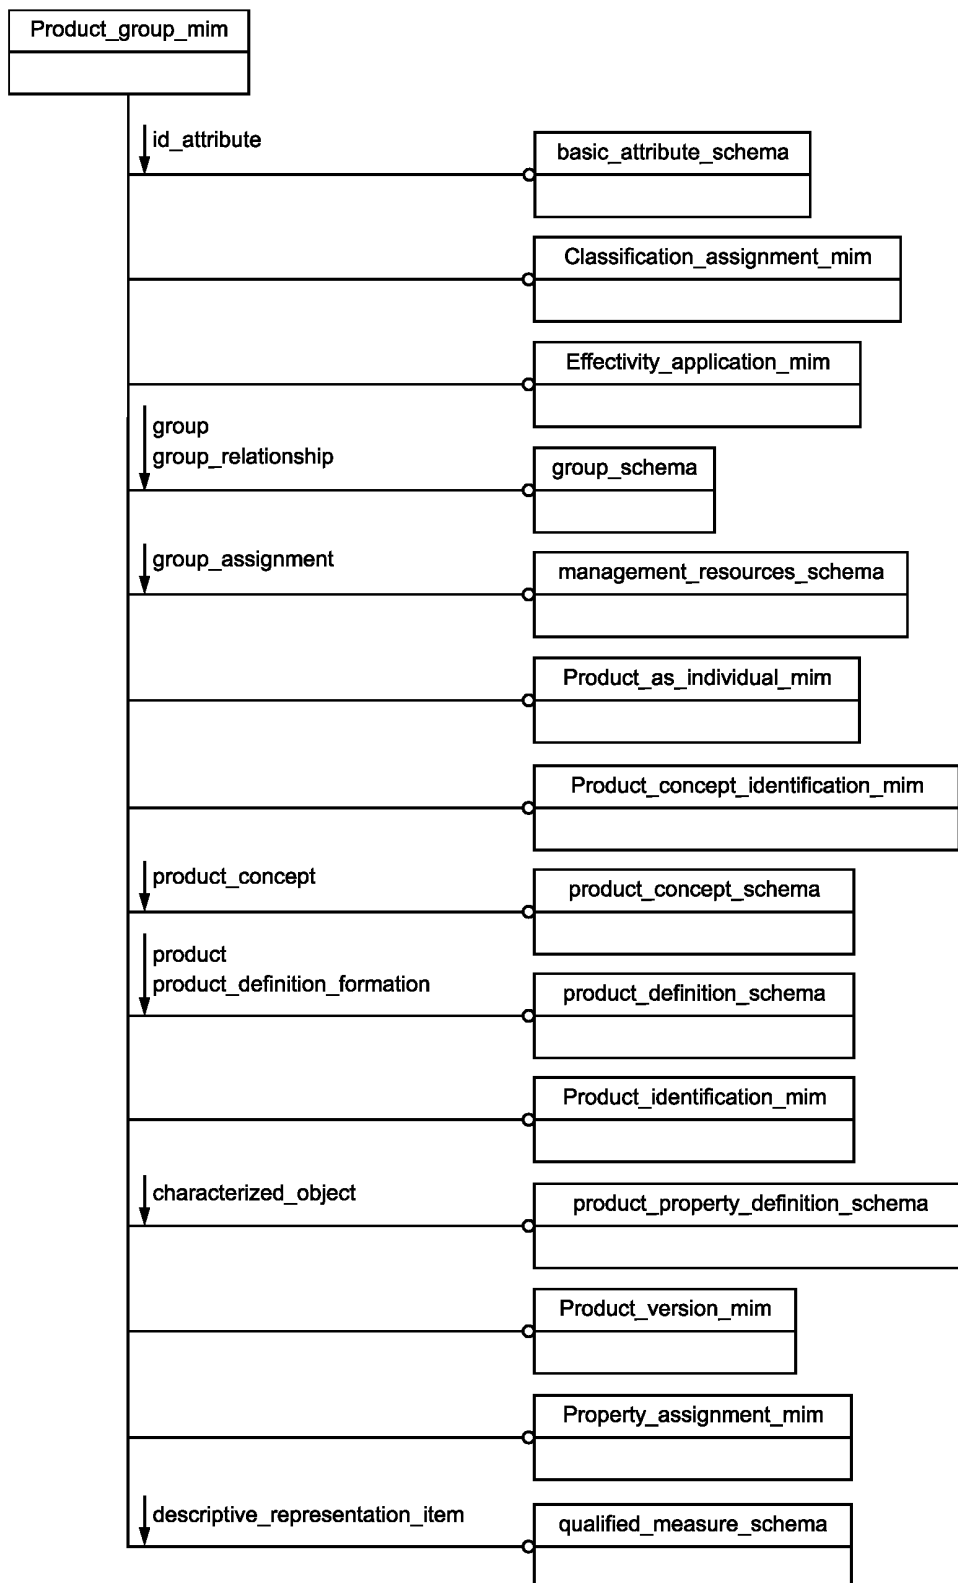 Product_group_mim
id_attribute
basic_attribute_schema
Classification_assignment_mim
Effectivity_application_mim
group
group_relationship
group_schema
group_assignment
management_resources_schema
Product_as_individual_mim
Product_concept_identification_mim
product_concept
product_concept_schema
product
product_definition_formation
product_definition_schema
Product_identification_mim
characterized_object
product_property_definition_schema
Product_version_mim
Property_assignment_mim
descriptive_representation_item
qualified_measure_schema